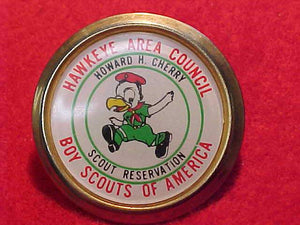 HAWKEYE AREA COUNCIL
HOWARD H. CHERRY
SCOUT RESERVATION
BOY SCOUTS OF AMERICA